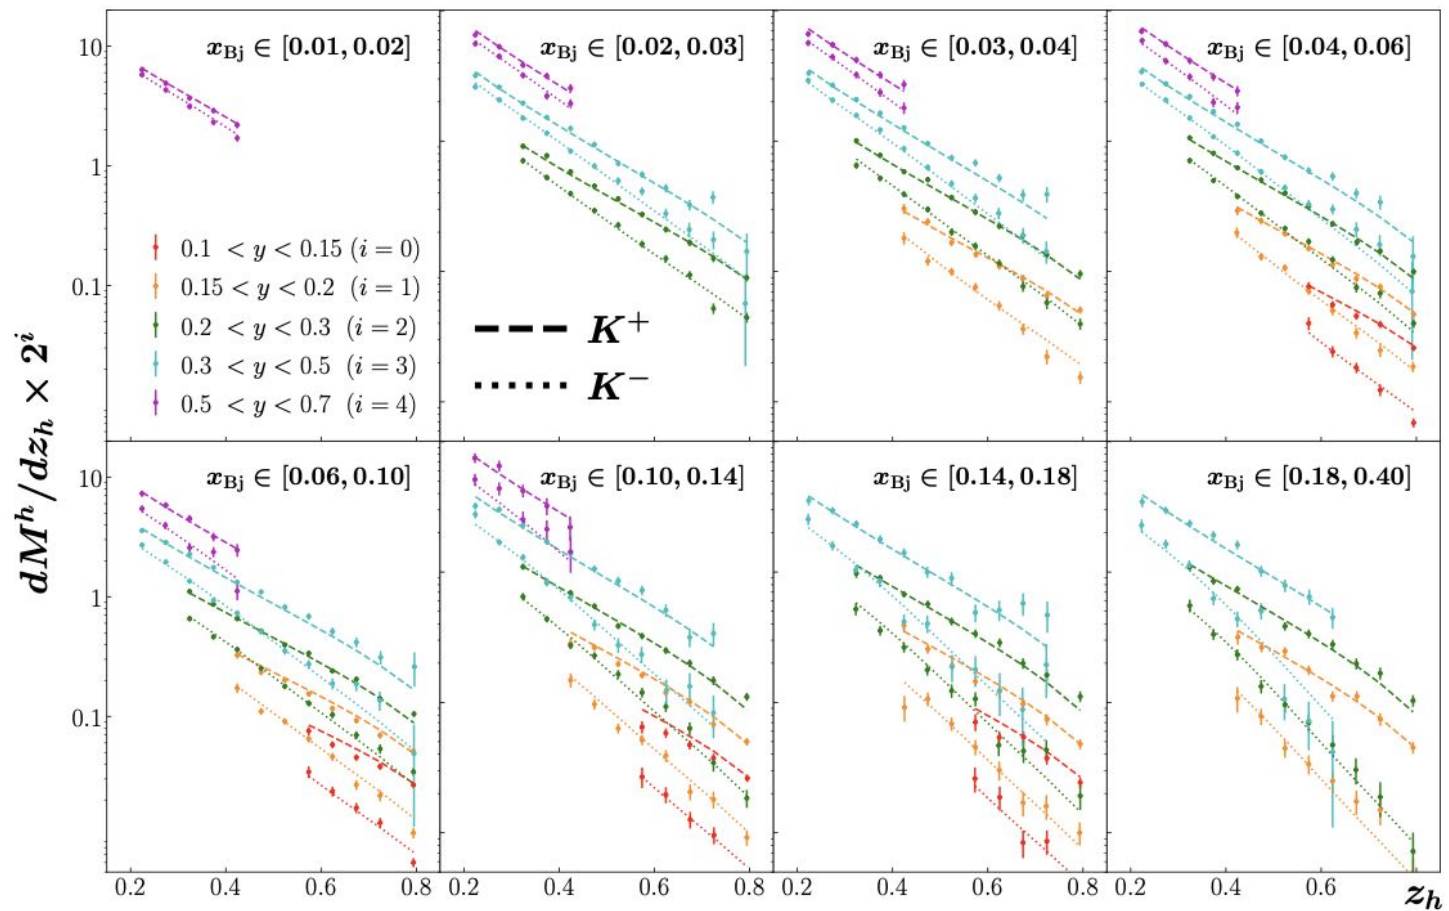 x_Bj ∈ [0.01, 0.02]
x_Bj ∈ [0.02, 0.03]
x_Bj ∈ [0.03, 0.04]
x_Bj ∈ [0.04, 0.06]
10
1
0.1
0.1 < y < 0.15 (i = 0)
0.15 < y < 0.2 (i = 1)
0.2 < y < 0.3 (i = 2)
0.3 < y < 0.5 (i = 3)
0.5 < y < 0.7 (i = 4)
K⁺
K⁻
dM^h/dz_h × 2^i
x_Bj ∈ [0.06, 0.10]
x_Bj ∈ [0.10, 0.14]
x_Bj ∈ [0.14, 0.18]
x_Bj ∈ [0.18, 0.40]
10
1
0.1
0.2 0.4 0.6 0.8
0.2 0.4 0.6 0.8
0.2 0.4 0.6 0.8
0.2 0.4 0.6
z_h